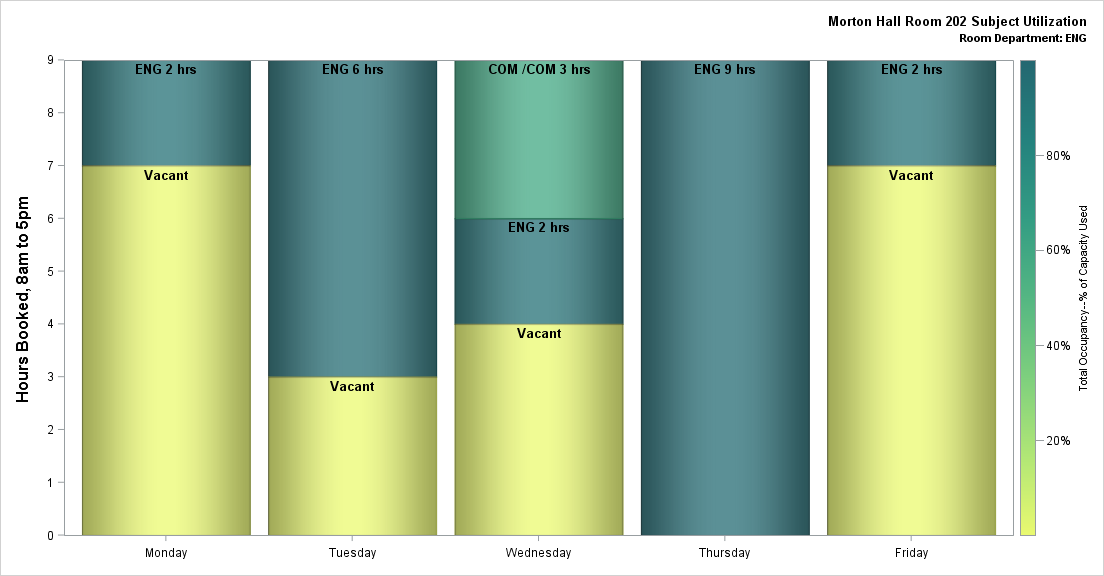 Morton Hall Room 202 Subject Utilization
Room Department: ENG
Hours Booked, 8am to 5pm
9
8
7
6
5
4
3
2
1
0
ENG 2 hrs
Vacant
ENG 6 hrs
Vacant
COM /COM 3 hrs
ENG 2 hrs
Vacant
ENG 9 hrs
ENG 2 hrs
Vacant
Monday
Tuesday
Wednesday
Thursday
Friday
80%
60%
40%
20%
Total Occupancy--% of Capacity Used